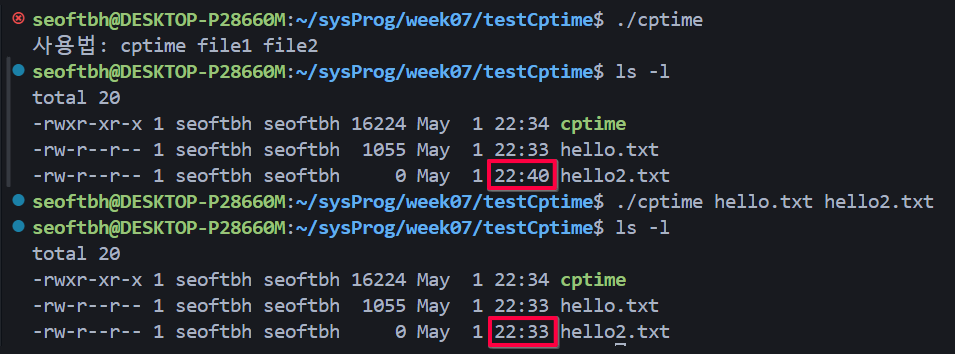 seoftbh@DESKTOP-P28660M:~/sysProg/week07/testCptime$ ./cptime
사용법: cptime file1 file2
seoftbh@DESKTOP-P28660M:~/sysProg/week07/testCptime$ ls -l
total 20
-rwxr-xr-x 1 seoftbh seoftbh 16224 May  1 22:34 cptime
-rw-r--r-- 1 seoftbh seoftbh  1055 May  1 22:33 hello.txt
-rw-r--r-- 1 seoftbh seoftbh     0 May  1 22:40 hello2.txt
seoftbh@DESKTOP-P28660M:~/sysProg/week07/testCptime$ ./cptime hello.txt hello2.txt
seoftbh@DESKTOP-P28660M:~/sysProg/week07/testCptime$ ls -l
total 20
-rwxr-xr-x 1 seoftbh seoftbh 16224 May  1 22:34 cptime
-rw-r--r-- 1 seoftbh seoftbh  1055 May  1 22:33 hello.txt
-rw-r--r-- 1 seoftbh seoftbh     0 May  1 22:33 hello2.txt